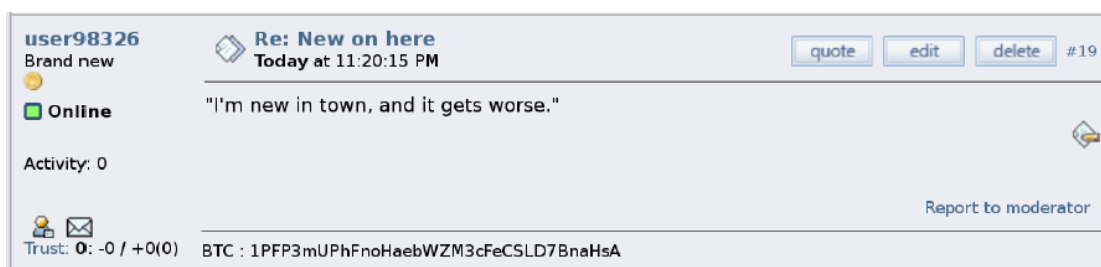 user98326
Brand new
Online
Activity: 0
Trust: 0: -0 / +0(0)
Re: New on here
Today at 11:20:15 PM
quote edit delete #19
"I'm new in town, and it gets worse."
Report to moderator
BTC : 1PFP3mUPhFnoHaebWZM3cFeCSLD7BnaHsA